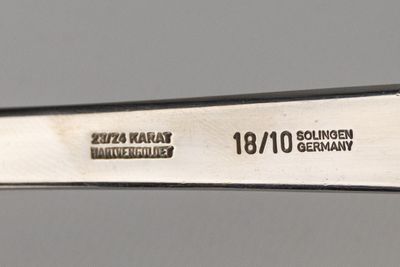 23/24 KARAT
HARTVERGOLDET
18/10 SOLINGEN
GERMANY